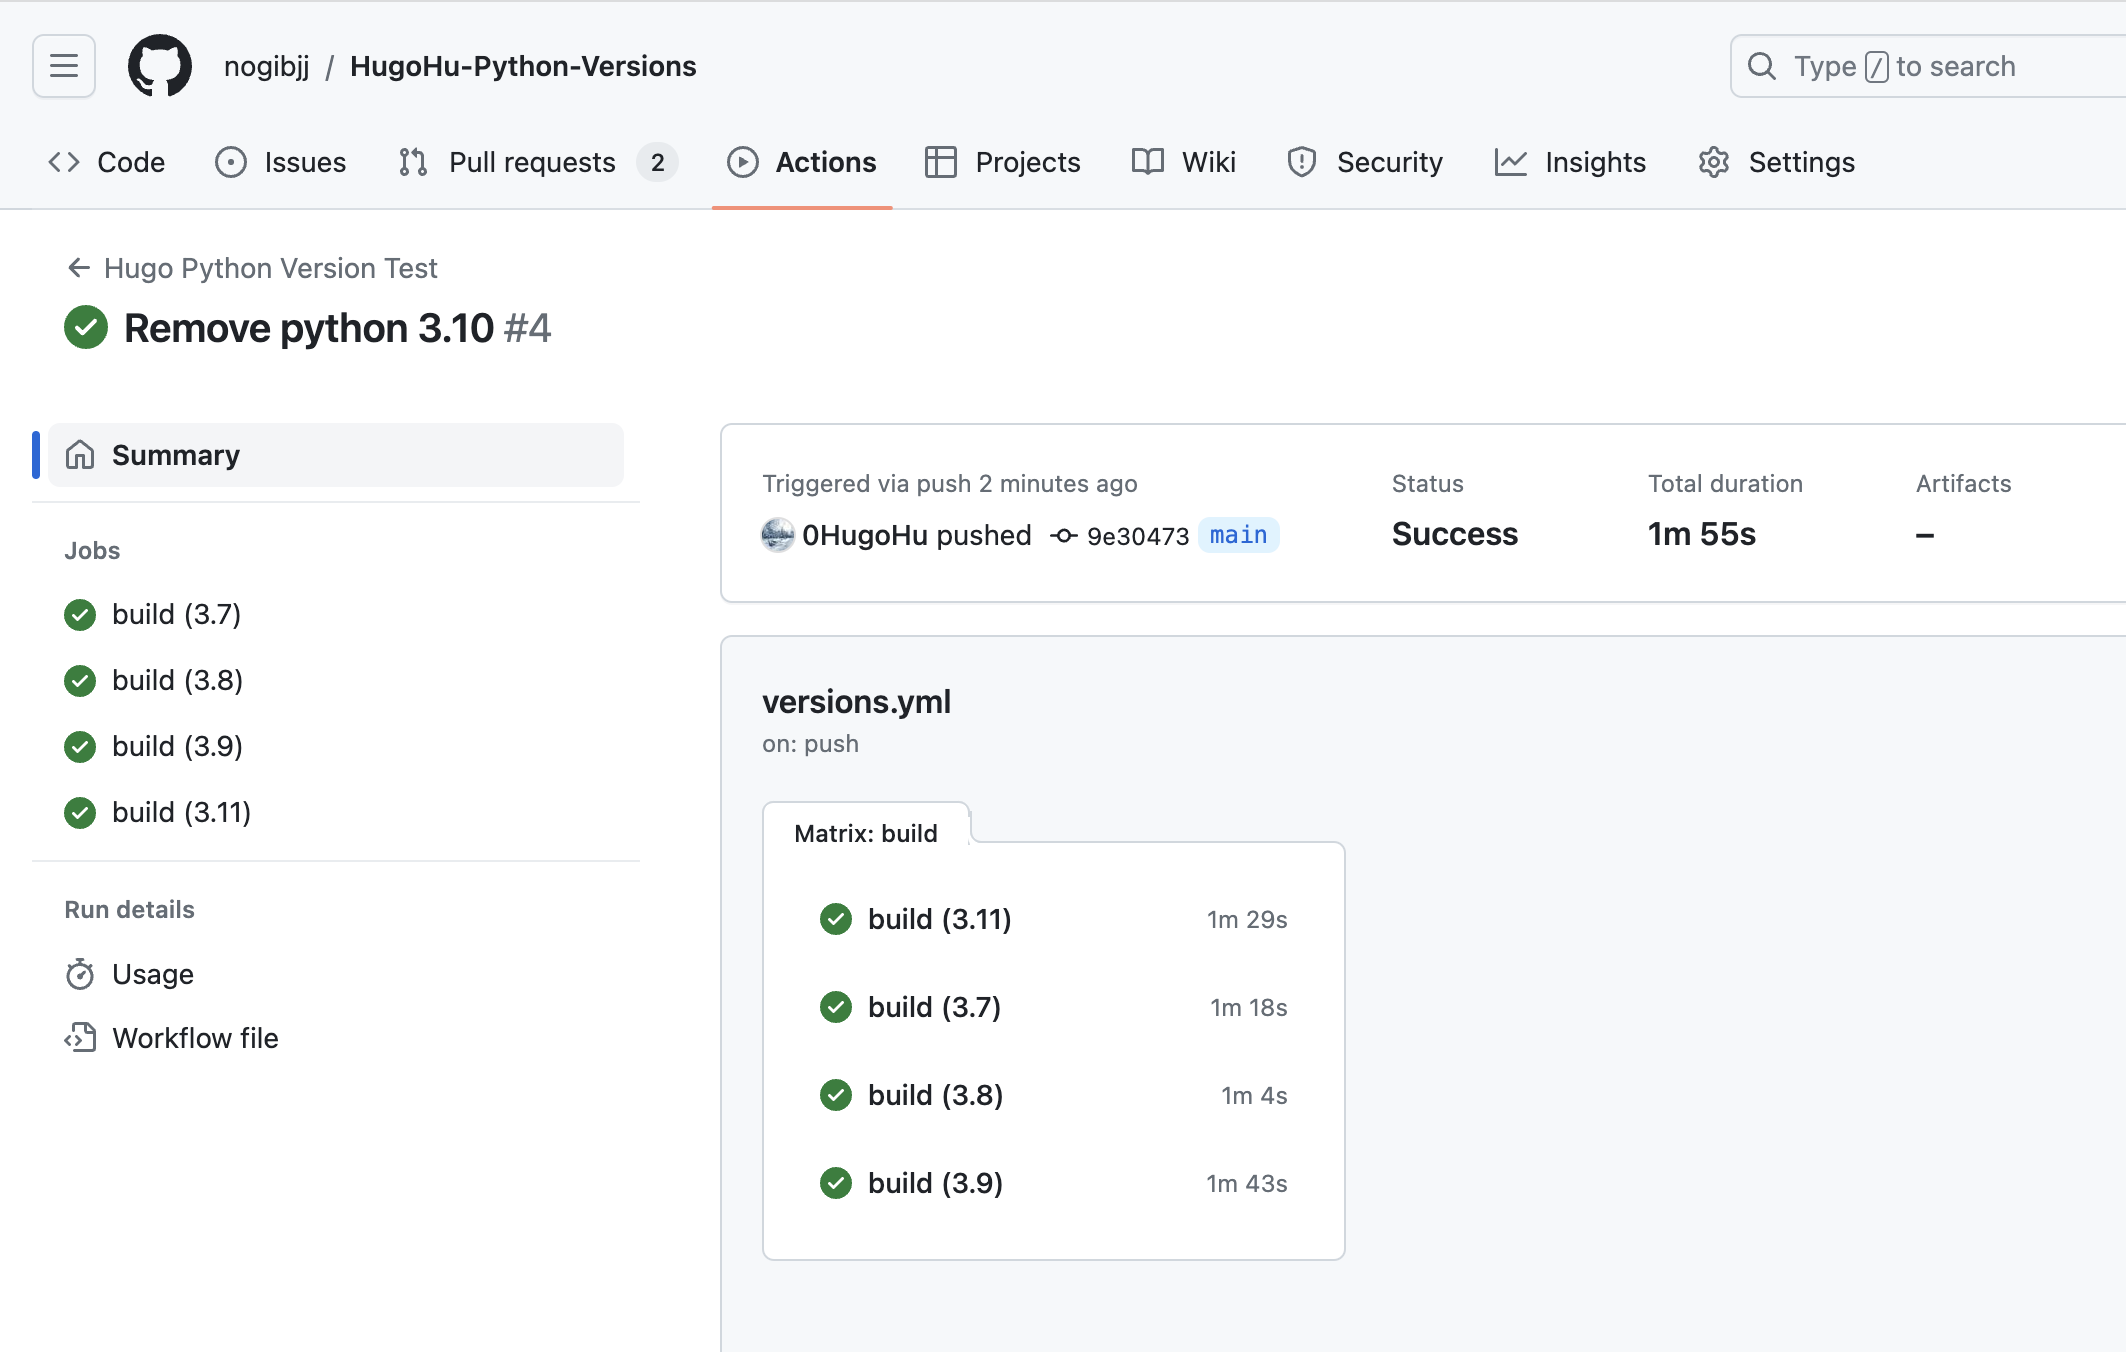 nogibjj / HugoHu-Python-Versions
Type / to search
Code Issues Pull requests 2 Actions Projects Wiki Security Insights Settings
Hugo Python Version Test
Remove python 3.10 #4
Summary
Jobs
build (3.7)
build (3.8)
build (3.9)
build (3.11)
Run details
Usage
Workflow file
Triggered via push 2 minutes ago
0HugoHu pushed 9e30473 main
Status
Success
Total duration
1m 55s
Artifacts
–
versions.yml
on: push
Matrix: build
build (3.11) 1m 29s
build (3.7) 1m 18s
build (3.8) 1m 4s
build (3.9) 1m 43s